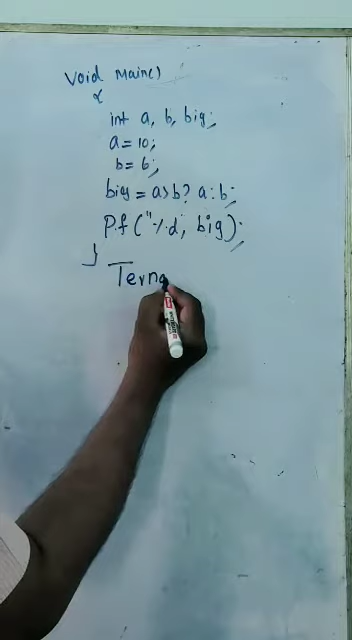 void main()
{
int a, b, big;
a = 10;
b = 6;
big = a>b? a:b;
P.f ("%d", big);
}
Terna